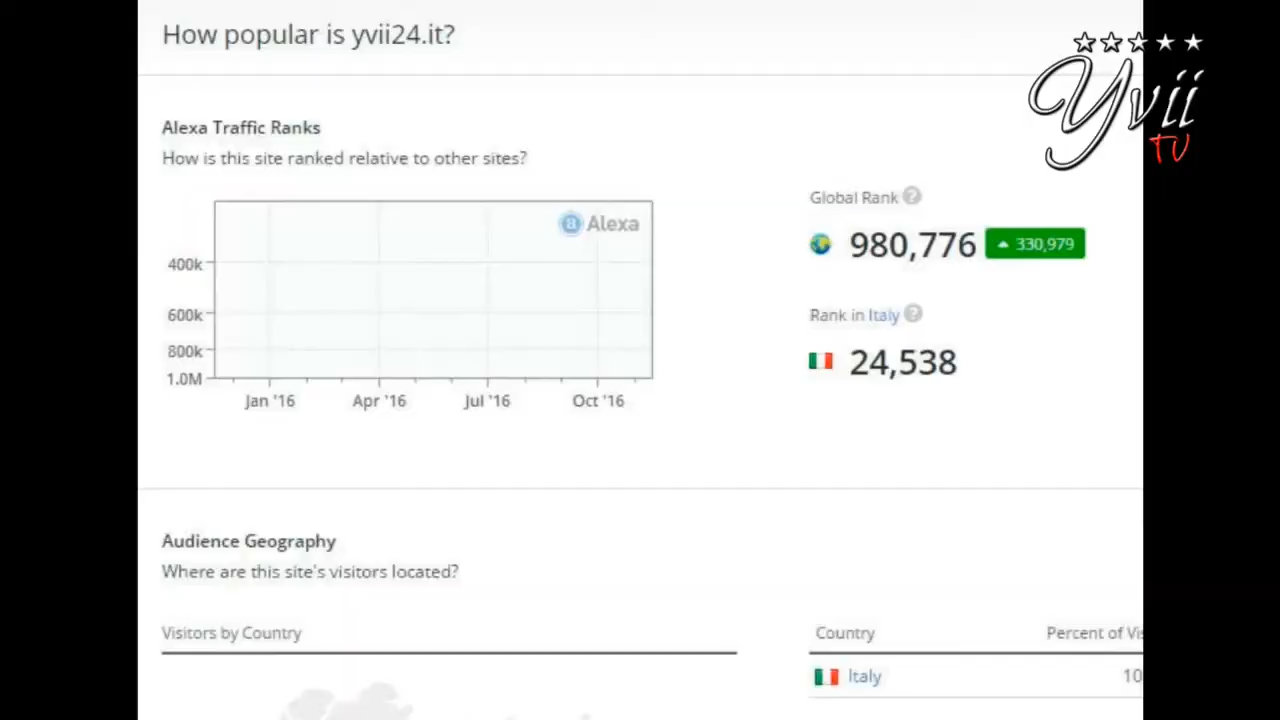 How popular is yvii24.it?
Yvii
TV
Alexa Traffic Ranks
How is this site ranked relative to other sites?
Alexa
400k
600k
800k
1.0M
Jan '16
Apr '16
Jul '16
Oct '16
Global Rank ?
980,776
330,979
Rank in Italy ?
24,538
Audience Geography
Where are this site's visitors located?
Visitors by Country
Country
Percent of
Italy